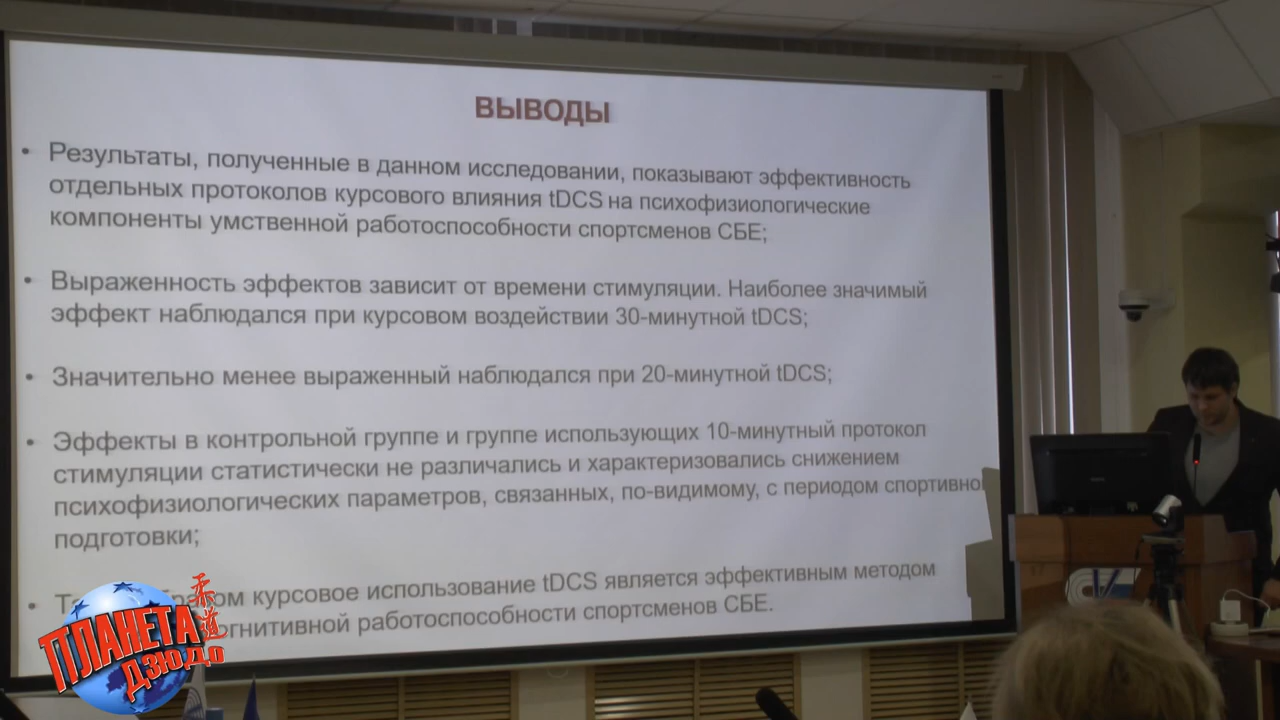 ВЫВОДЫ
• Результаты, полученные в данном исследовании, показывают эффективность
отдельных протоколов курсового влияния tDCS на психофизиологические
компоненты умственной работоспособности спортсменов СБЕ;
• Выраженность эффектов зависит от времени стимуляции. Наиболее значимый
эффект наблюдался при курсовом воздействии 30-минутной tDCS;
• Значительно менее выраженный наблюдался при 20-минутной tDCS;
• Эффекты в контрольной группе и группе использующих 10-минутный протокол
стимуляции статистически не различались и характеризовались снижением
психофизиологических параметров, связанных, по-видимому, с периодом спортивно
подготовки;
• курсовое использование tDCS является эффективным методом
огнитивной работоспособности спортсменов СБЕ.
ПЛАНЕТА
ДЗЮДО
柔道